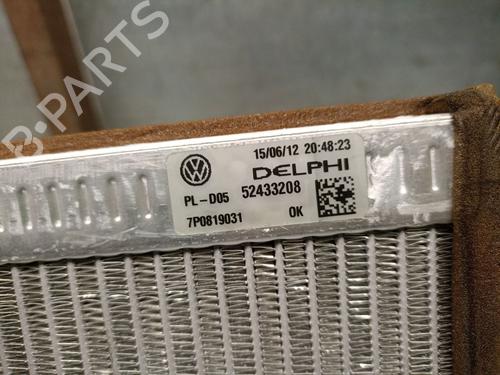 B-PARTS
15/06/12 20:48:23
DELPHI
PL-D05 52433208
7P0819031 OK